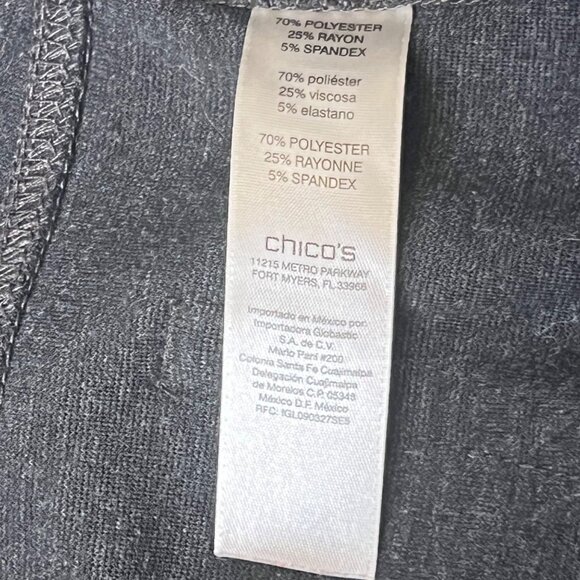 70% POLYESTER
25% RAYON
5% SPANDEX
70% poliéster
25% viscosa
5% elastano
70% POLYESTER
25% RAYONNE
5% SPANDEX
chico's
11215 METRO PARKWAY
FORT MYERS, FL 33966
Importado en México por:
Importadora Globastic
S.A. de C.V.
Mario Pani #200
Colonia Santa Fe Cuajimalpa
Delegación Cuajimalpa
de Morelos C.P. 05348
México D.F. México
RFC: IGL090327SE5